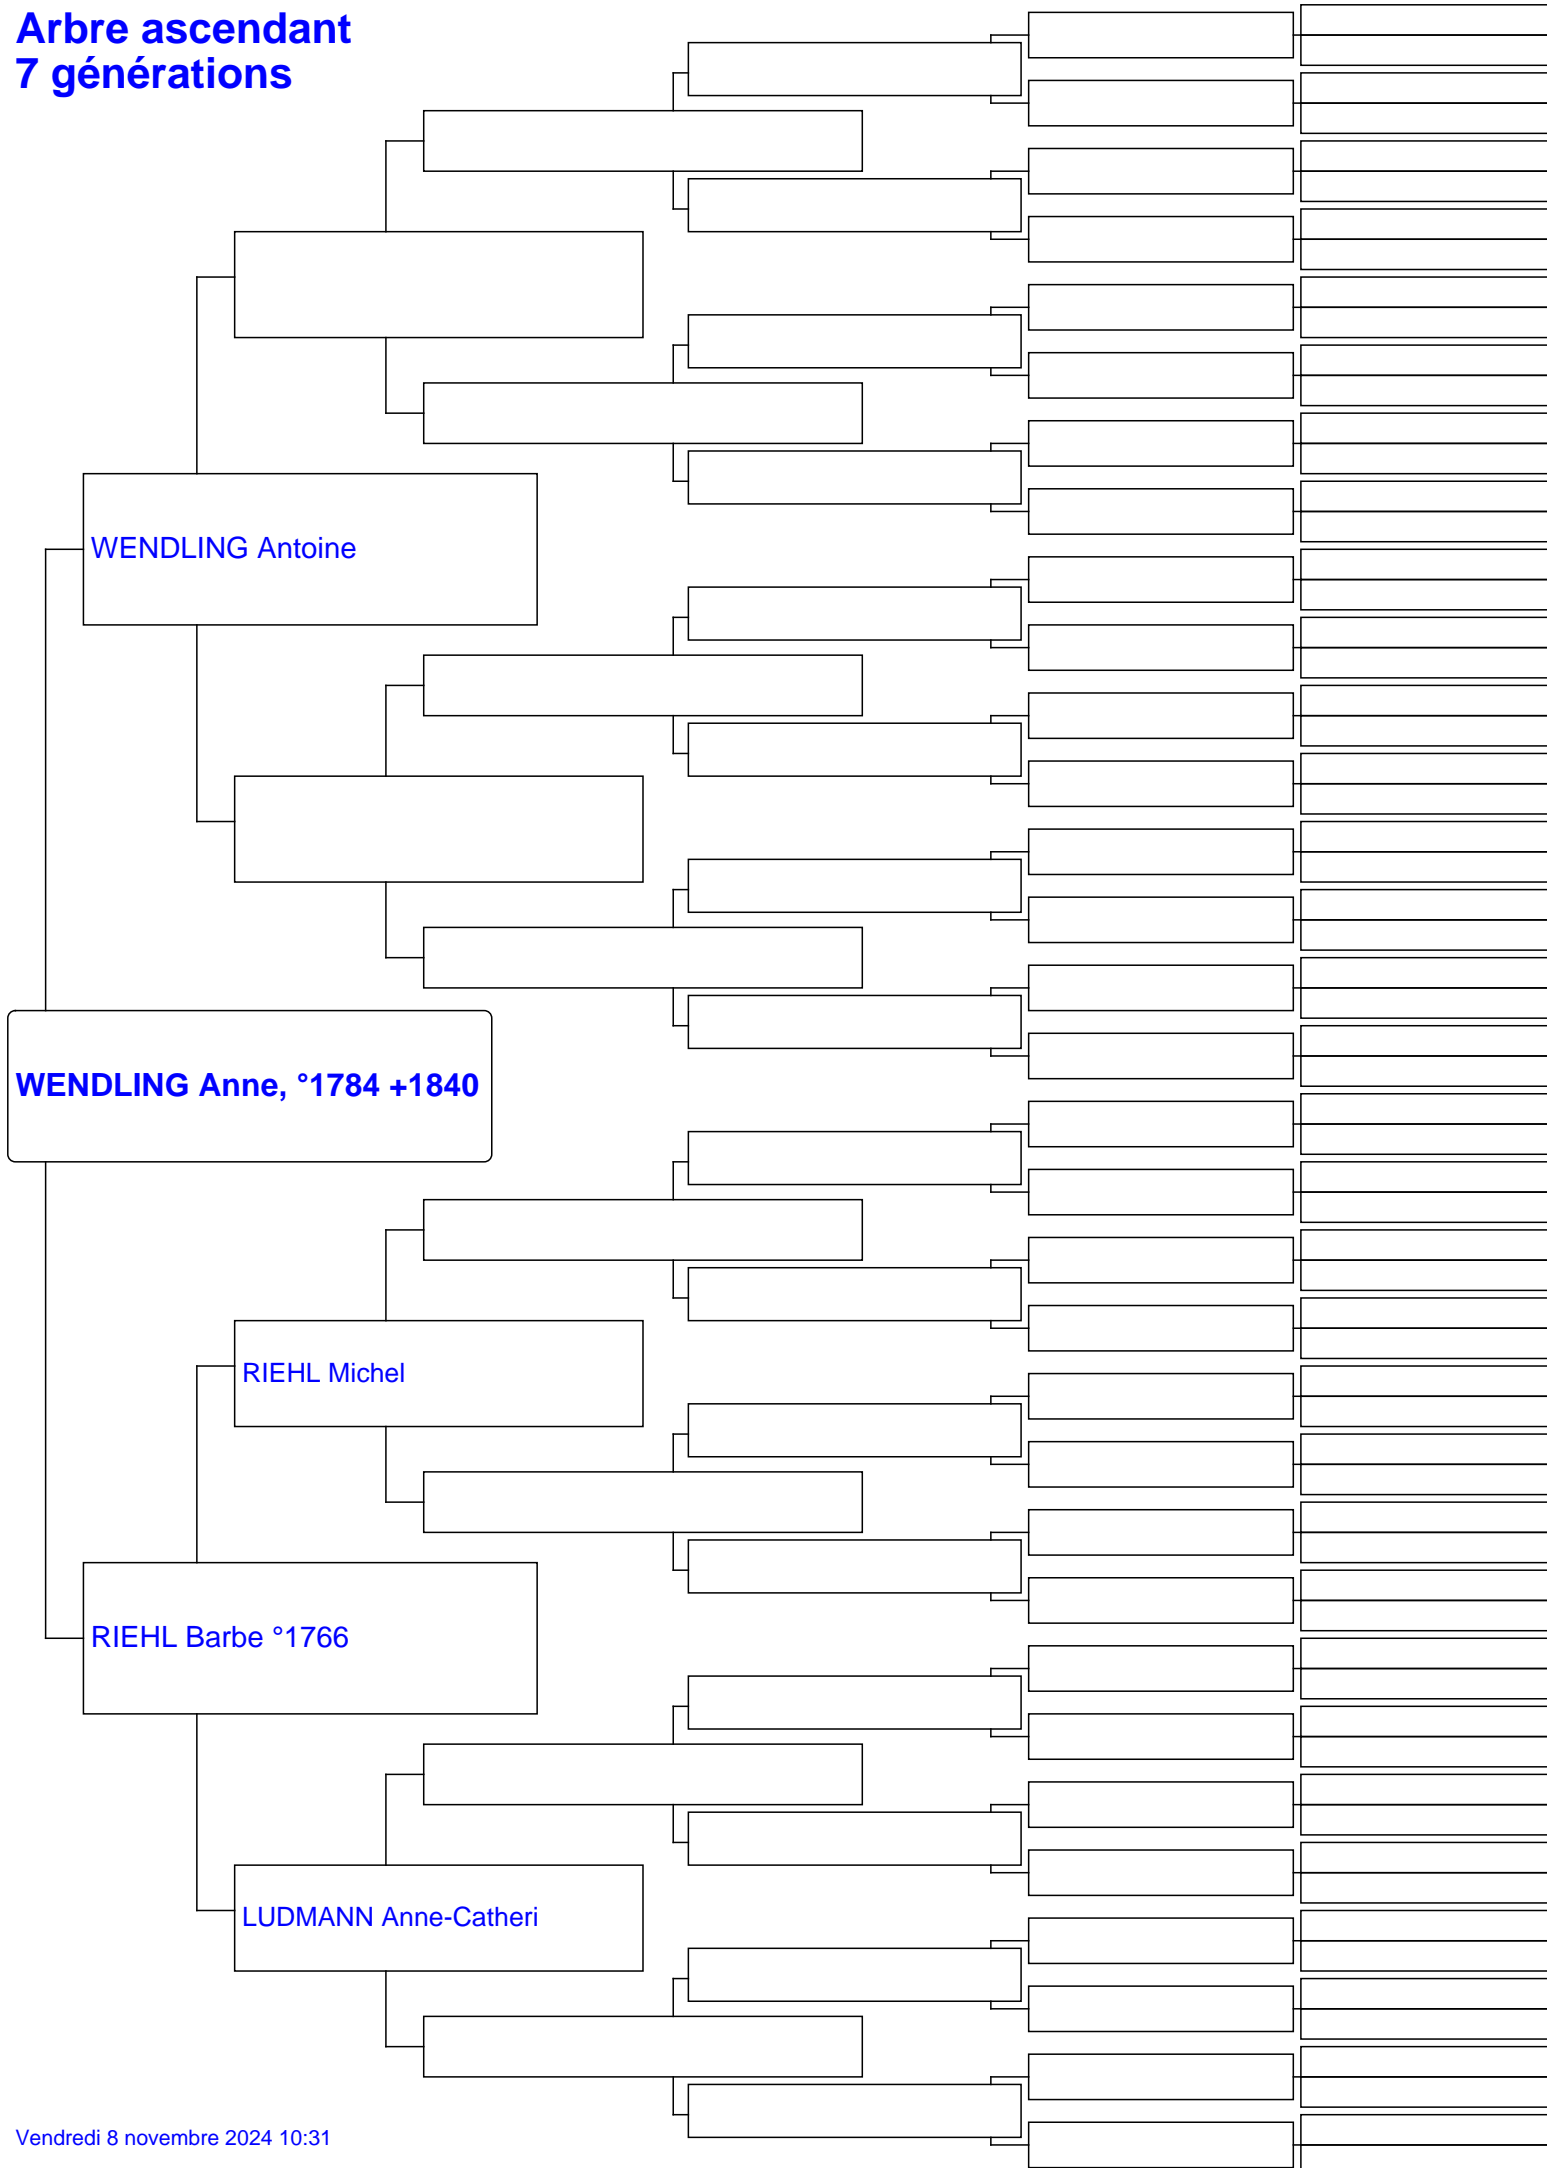 Arbre ascendant
7 générations
WENDLING Antoine
WENDLING Anne, °1784 +1840
RIEHL Michel
RIEHL Barbe °1766
LUDMANN Anne-Catheri
Vendredi 8 novembre 2024 10:31